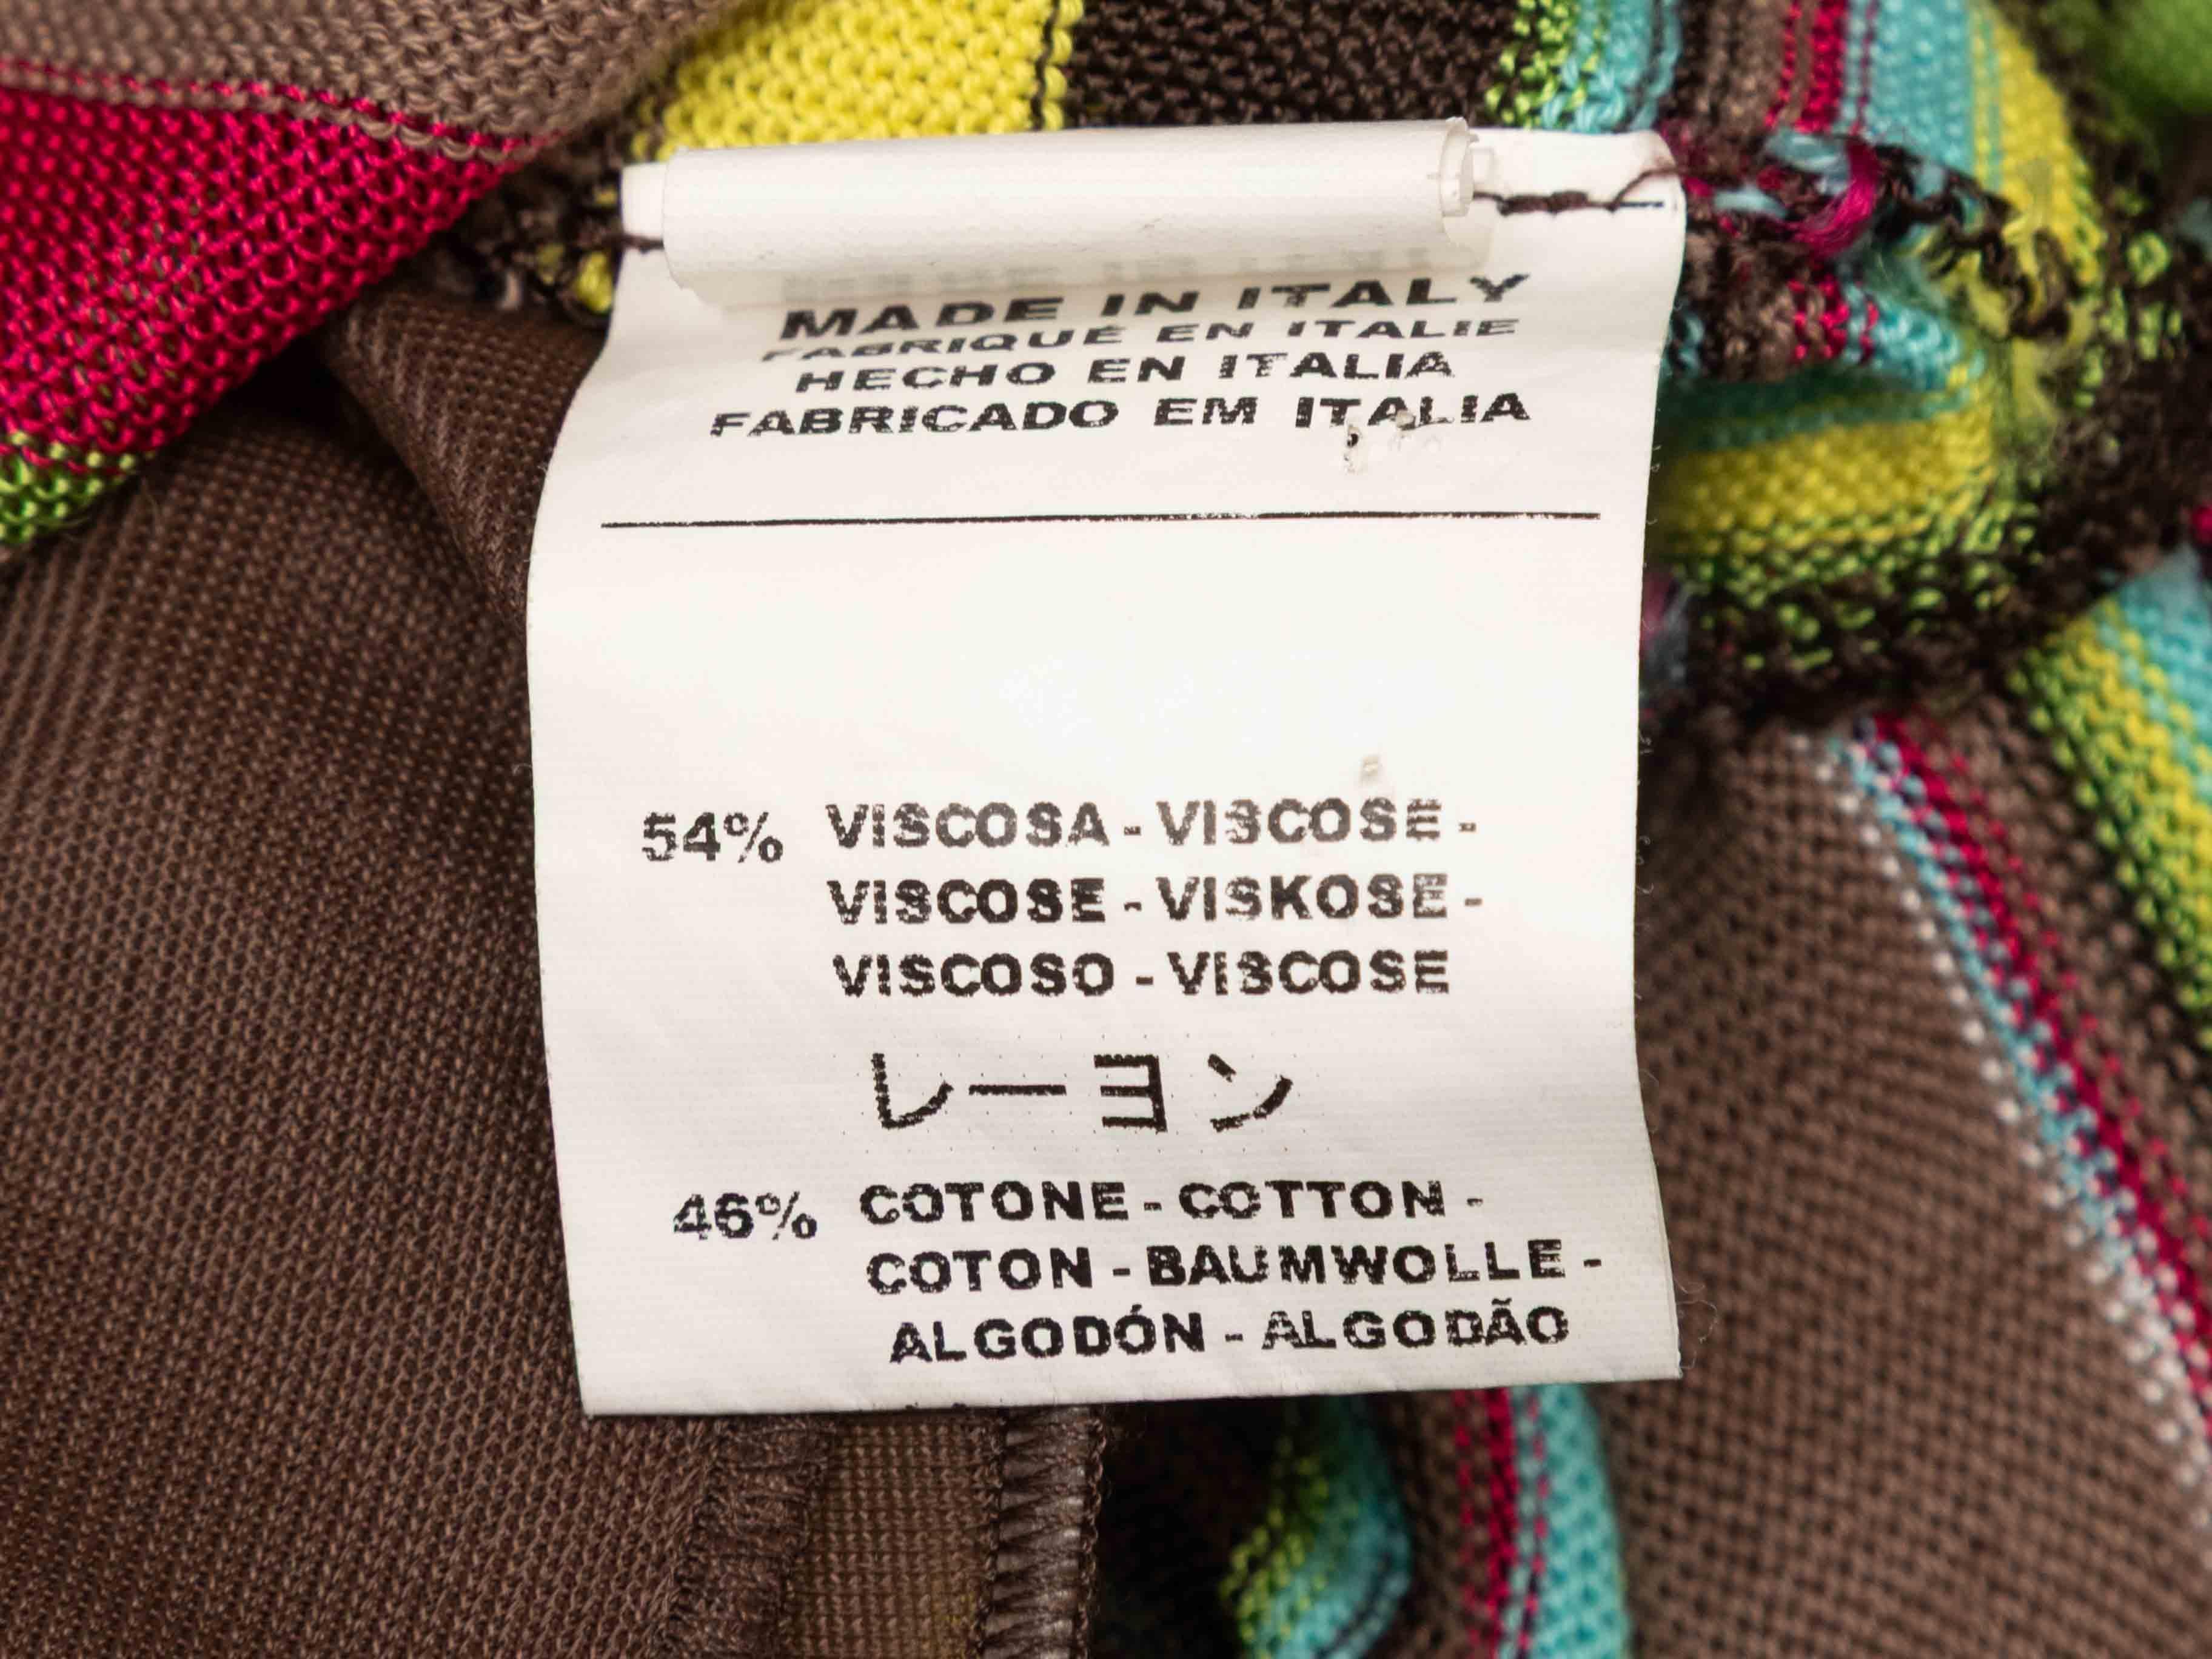 MADE IN ITALY
FABRIQUÉ EN ITALIE
HECHO EN ITALIA
FABRICADO EM ITALIA
54% VISCOSA - VISCOSE -
VISCOSE - VISKOSE -
VISCOSO - VISCOSE
レーヨン
46% COTONE - COTTON -
COTON - BAUMWOLLE -
ALGODÓN - ALGODÃO